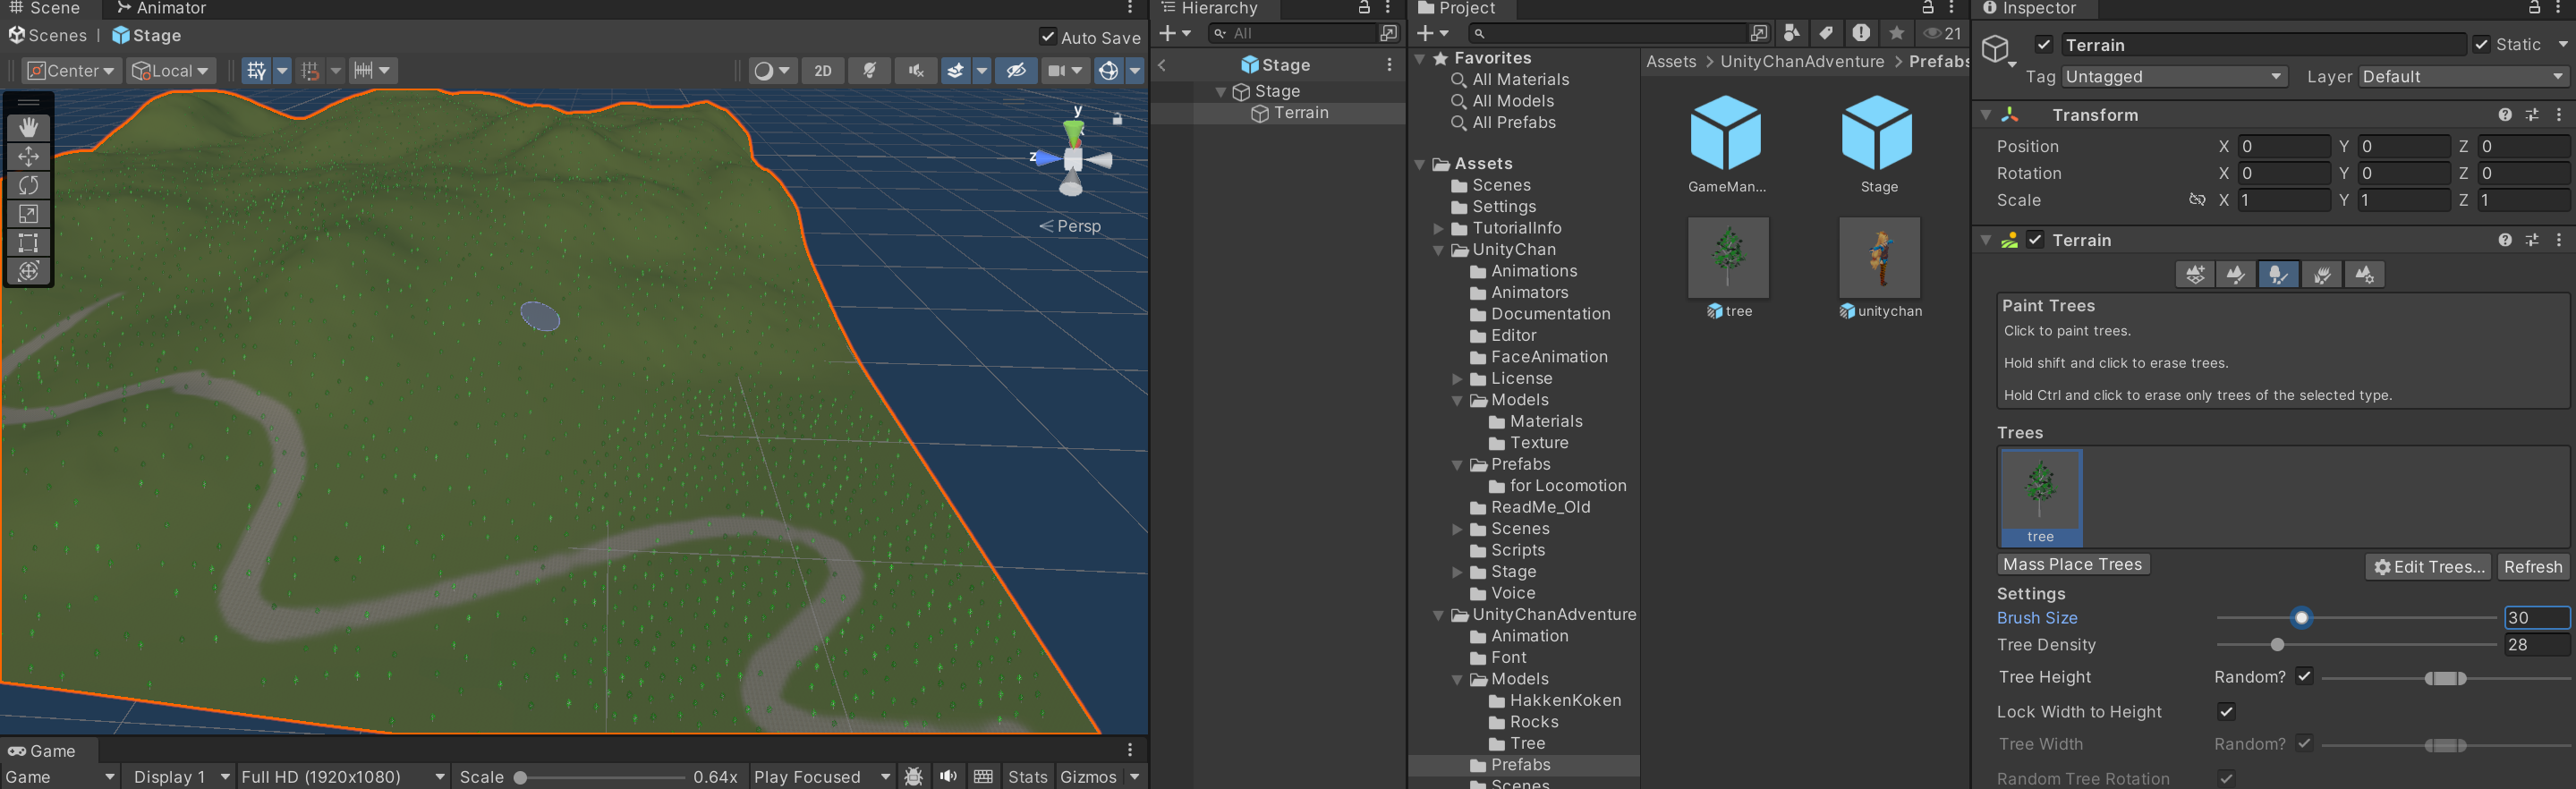 Scene
Animator
Scenes | Stage
Auto Save
Center
Local
2D
y
z
Persp
Game
Game
Display 1
Full HD (1920x1080)
Scale
0.64x
Play Focused
Stats
Gizmos
Hierarchy
All
Stage
Stage
Terrain
Project
21
Favorites
All Materials
All Models
All Prefabs
Assets
Scenes
Settings
TutorialInfo
UnityChan
Animations
Animators
Documentation
Editor
FaceAnimation
License
Models
Materials
Texture
Prefabs
for Locomotion
ReadMe_Old
Scenes
Scripts
Stage
Voice
UnityChanAdventure
Animation
Font
Models
HakkenKoken
Rocks
Tree
Prefabs
Scenes
Assets > UnityChanAdventure > Prefabs
GameMan...
Stage
tree
unitychan
Inspector
Terrain
Static
Tag Untagged
Layer Default
Transform
Position X 0 Y 0 Z 0
Rotation X 0 Y 0 Z 0
Scale X 1 Y 1 Z 1
Terrain
Paint Trees
Click to paint trees.
Hold shift and click to erase trees.
Hold Ctrl and click to erase only trees of the selected type.
Trees
tree
Mass Place Trees
Edit Trees...
Refresh
Settings
Brush Size 30
Tree Density 28
Tree Height Random?
Lock Width to Height
Tree Width Random?
Random Tree Rotation